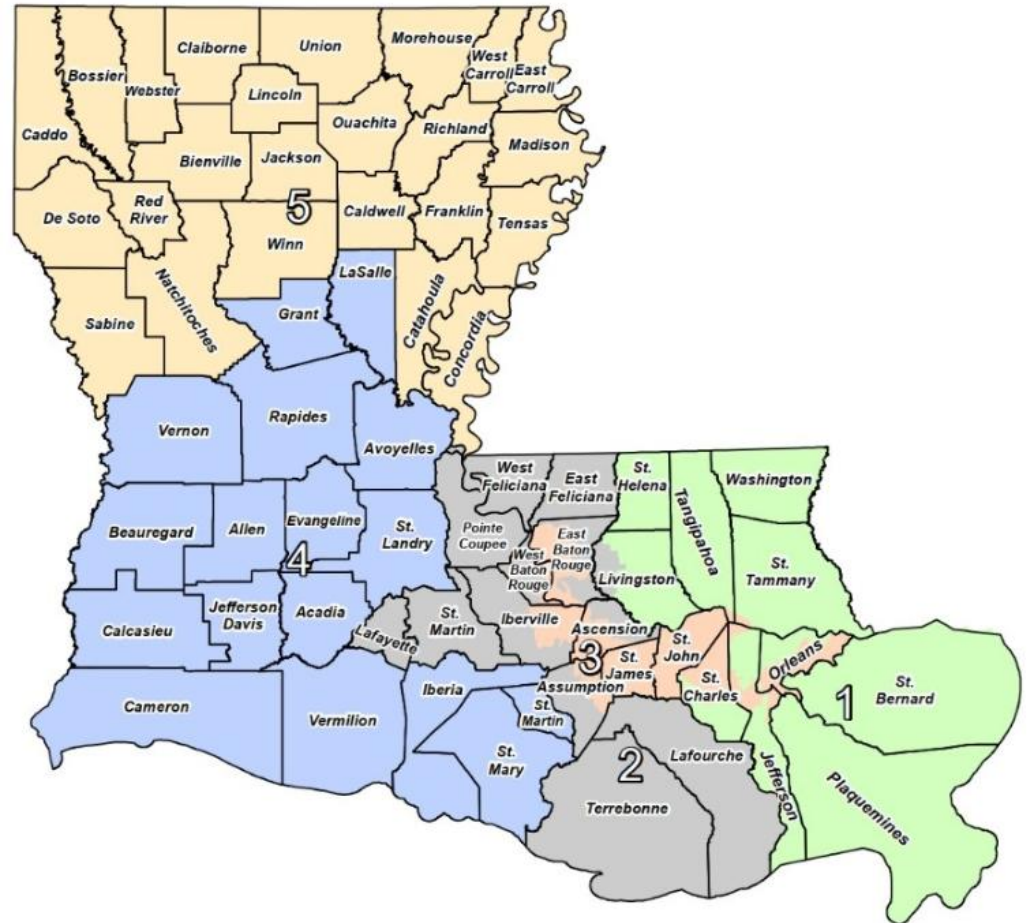 Claiborne
Union
Morehouse
West
Carroll
East
Carroll
Bossier
Webster
Lincoln
Ouachita
Richland
Madison
Caddo
Bienville
Jackson
De Soto
Red
River
5
Caldwell
Franklin
Tensas
Winn
LaSalle
Natchitoches
Catahoula
Concordia
Sabine
Grant
Vernon
Rapides
Avoyelles
West
Feliciana
East
Feliciana
St.
Helena
Tangipahoa
Washington
Beauregard
Allen
Evangeline
St.
Landry
Pointe
Coupee
West
Baton
Rouge
East
Baton
Rouge
Livingston
St.
Tammany
4
Calcasieu
Jefferson
Davis
Acadia
Lafayette
St.
Martin
Iberville
Ascension
3
St.
James
St.
John
Orleans
Cameron
Vermilion
Iberia
St.
Martin
Assumption
St.
Charles
1
St.
Bernard
St.
Mary
2
Lafourche
Terrebonne
Jefferson
Plaquemines